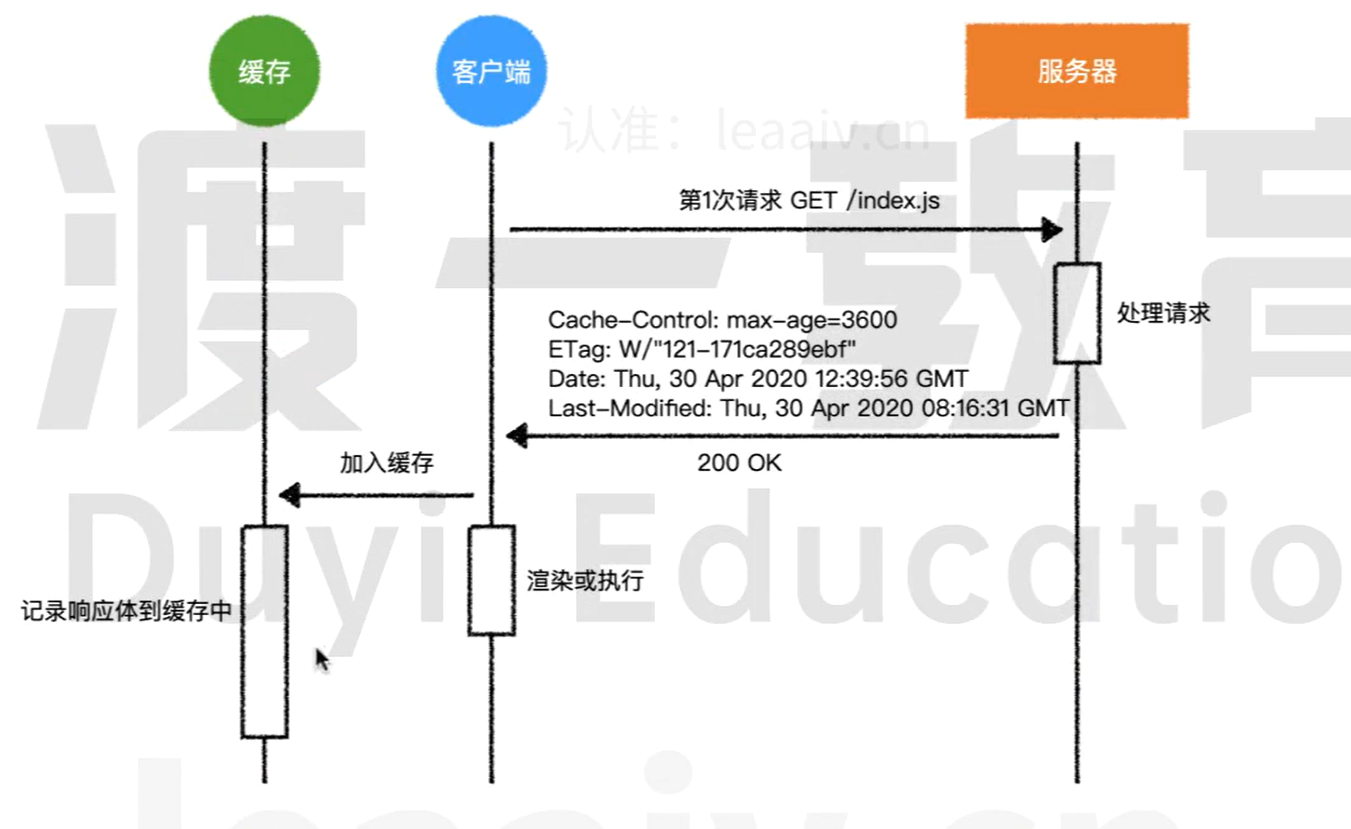 缓存
客户端
服务器
认准：leaaiv.cn
渡一教育
第1次请求 GET /index.js
处理请求
Cache-Control: max-age=3600
ETag: W/"121-171ca289ebf"
Date: Thu, 30 Apr 2020 12:39:56 GMT
Last-Modified: Thu, 30 Apr 2020 08:16:31 GMT
200 OK
加入缓存
Duyi Educatio
渲染或执行
记录响应体到缓存中
leaaiv.cn